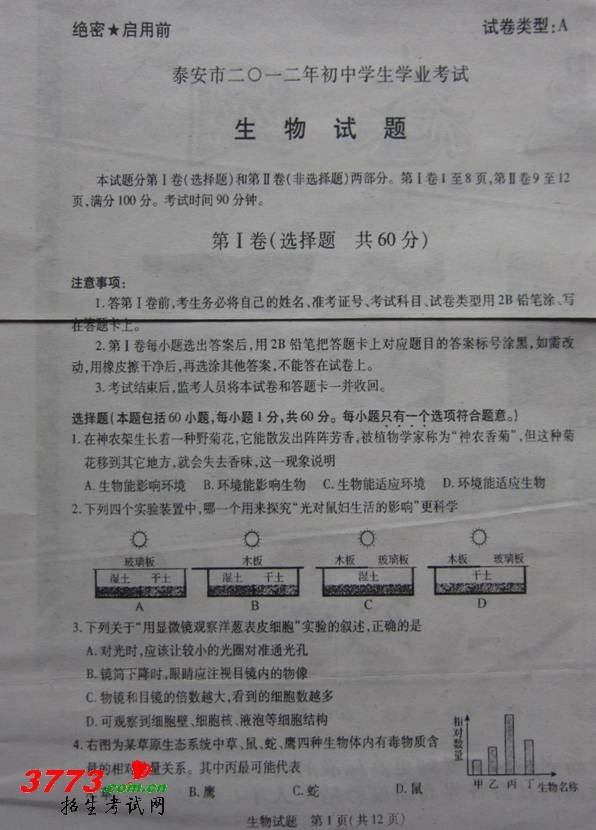 绝密★启用前
试卷类型:A
泰安市二〇一二年初中学生学业考试
生 物 试 题
本试题分第Ⅰ卷(选择题)和第Ⅱ卷(非选择题)两部分。第Ⅰ卷1至8页,第Ⅱ卷9至12
页,满分100分。考试时间90分钟。
第Ⅰ卷(选择题 共60分)
注意事项:
1.答第Ⅰ卷前,考生务必将自己的姓名、准考证号、考试科目、试卷类型用2B铅笔涂、写
在答题卡上。
2.第Ⅰ卷每小题选出答案后,用2B铅笔把答题卡上对应题目的答案标号涂黑,如需改
动,用橡皮擦干净后,再选涂其他答案,不能答在试卷上。
3.考试结束后,监考人员将本试卷和答题卡一并收回。
选择题(本题包括60小题,每小题1分,共60分。每小题只有一个选项符合题意。)
1.在神农架生长着一种野菊花,它能散发出阵阵芳香,被植物学家称为“神农香菊”,但这种菊
花移到其它地方,就会失去香味,这一现象说明
A.生物能影响环境 B.环境能影响生物 C.生物能适应环境 D.环境能适应生物
2.下列四个实验装置中,哪一个用来探究“光对鼠妇生活的影响”更科学
玻璃板 木板 木板 玻璃板 木板 玻璃板
湿土 干土 湿土 干土 湿土 干土
A B C D
3.下列关于“用显微镜观察洋葱表皮细胞”实验的叙述,正确的是
A.对光时,应该让较小的光圈对准通光孔
B.镜筒下降时,眼睛应注视目镜内的物像
C.物镜和目镜的倍数越大,看到的细胞数越多
D.可观察到细胞壁、细胞核、液泡等细胞结构
4.右图为某草原生态系统中草、鼠、蛇、鹰四种生物体内有毒物质含
量的相对数量关系。其中丙最可能代表
B.鹰 C.蛇 D.鼠
相对数量
甲 乙 丙 丁 生物名称
3773.com.cn
招生考试网
生物试题 第1页(共12页)